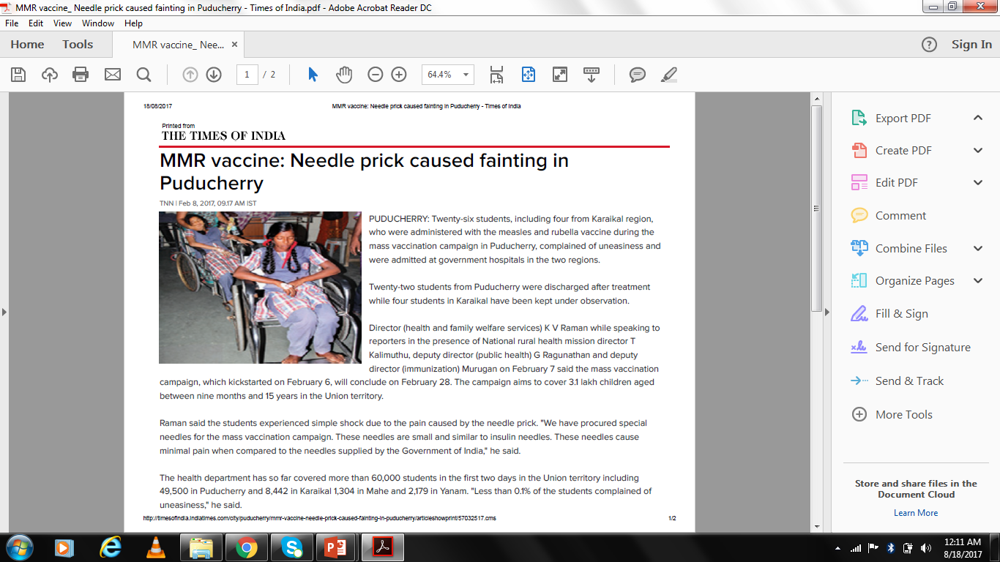 MMR vaccine_ Needle prick caused fainting in Puducherry - Times of India.pdf - Adobe Acrobat Reader DC
File Edit View Window Help
Home Tools MMR vaccine_ Nee... × Sign In
1 / 2 64.4%
18/08/2017 MMR vaccine: Needle prick caused fainting in Puducherry - Times of India
Printed from
THE TIMES OF INDIA
MMR vaccine: Needle prick caused fainting in
Puducherry
TNN | Feb 8, 2017, 09.17 AM IST
PUDUCHERRY: Twenty-six students, including four from Karaikal region,
who were administered with the measles and rubella vaccine during the
mass vaccination campaign in Puducherry, complained of uneasiness and
were admitted at government hospitals in the two regions.
Twenty-two students from Puducherry were discharged after treatment
while four students in Karaikal have been kept under observation.
Director (health and family welfare services) K V Raman while speaking to
reporters in the presence of National rural health mission director T
Kalimuthu, deputy director (public health) G Ragunathan and deputy
director (immunization) Murugan on February 7 said the mass vaccination
campaign, which kickstarted on February 6, will conclude on February 28. The campaign aims to cover 3.1 lakh children aged
between nine months and 15 years in the Union territory.
Raman said the students experienced simple shock due to the pain caused by the needle prick. "We have procured special
needles for the mass vaccination campaign. These needles are small and similar to insulin needles. These needles cause
minimal pain when compared to the needles supplied by the Government of India," he said.
The health department has so far covered more than 60,000 students in the first two days in the Union territory including
49,500 in Puducherry and 8,442 in Karaikal 1,304 in Mahe and 2,179 in Yanam. "Less than 0.1% of the students complained of
uneasiness," he said.
http://timesofindia.indiatimes.com/city/puducherry/mmr-vaccine-needle-prick-caused-fainting-in-puducherry/articleshowprint/57032517.cms 1/2
Export PDF
Create PDF
Edit PDF
Comment
Combine Files
Organize Pages
Fill & Sign
Send for Signature
Send & Track
More Tools
Store and share files in the
Document Cloud
Learn More
12:11 AM
8/18/2017